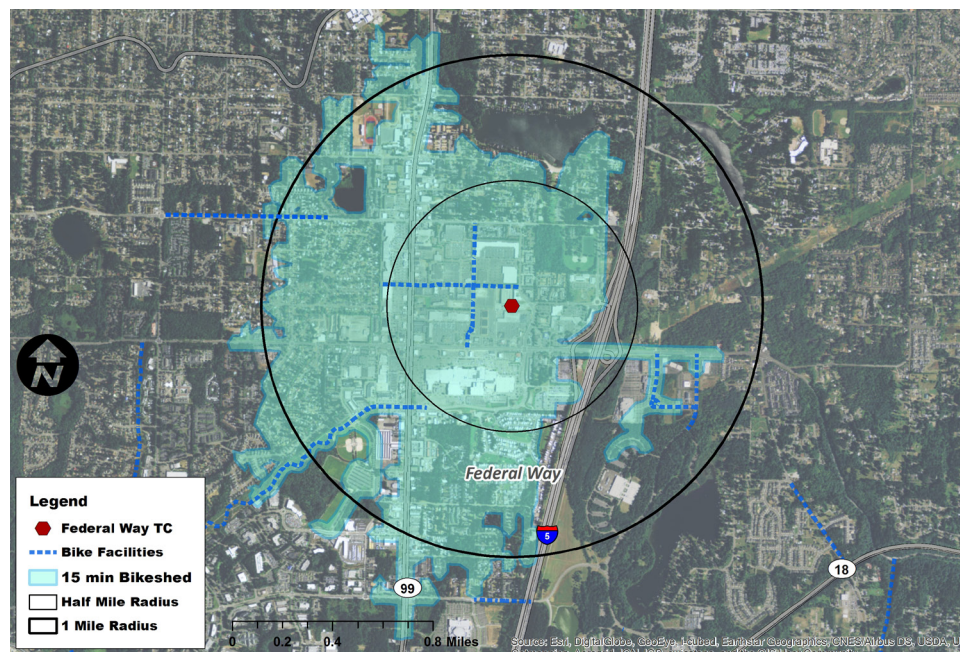 Federal Way
5
99
18
N
Legend
Federal Way TC
Bike Facilities
15 min Bikeshed
Half Mile Radius
1 Mile Radius
0 0.2 0.4 0.8 Miles
Source: Esri, DigitalGlobe, GeoEye, i-cubed, Earthstar Geographics, CNES/Airbus DS, USDA, U